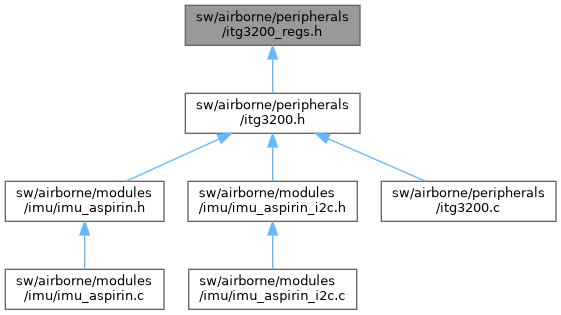 sw/airborne/peripherals
/itg3200_regs.h
sw/airborne/peripherals
/itg3200.h
sw/airborne/modules
/imu/imu_aspirin.h
sw/airborne/modules
/imu/imu_aspirin_i2c.h
sw/airborne/peripherals
/itg3200.c
sw/airborne/modules
/imu/imu_aspirin.c
sw/airborne/modules
/imu/imu_aspirin_i2c.c